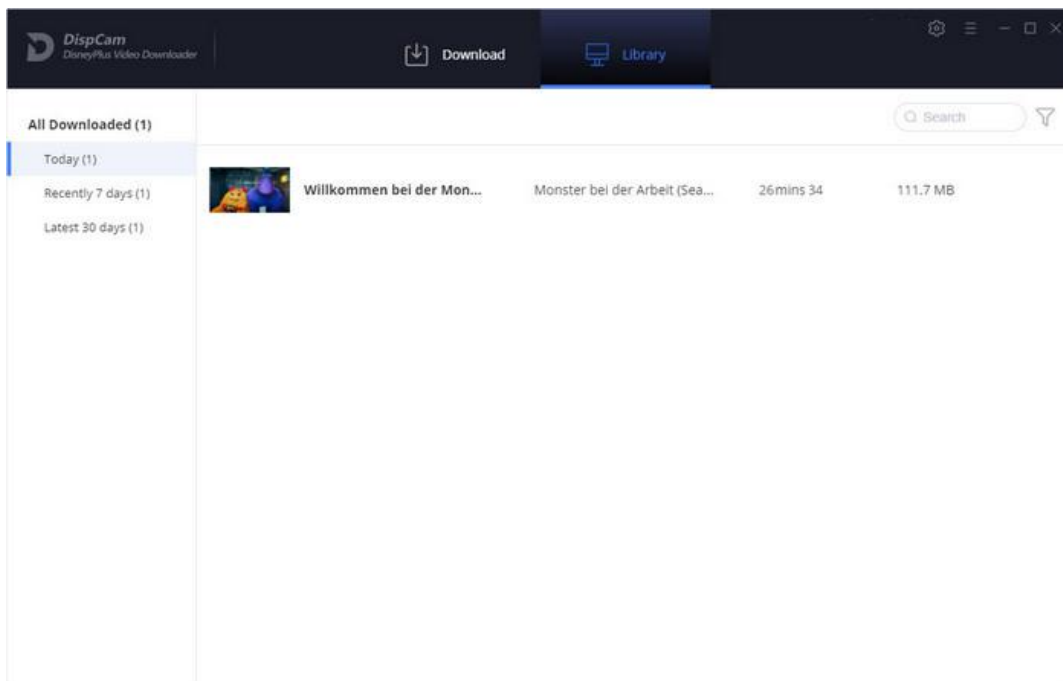 DispCam
DisneyPlus Video Downloader
Download
Library
All Downloaded (1)
Search
Today (1)
Recently 7 days (1)
Latest 30 days (1)
Willkommen bei der Mon... Monster bei der Arbeit (Sea... 26mins 34 111.7 MB